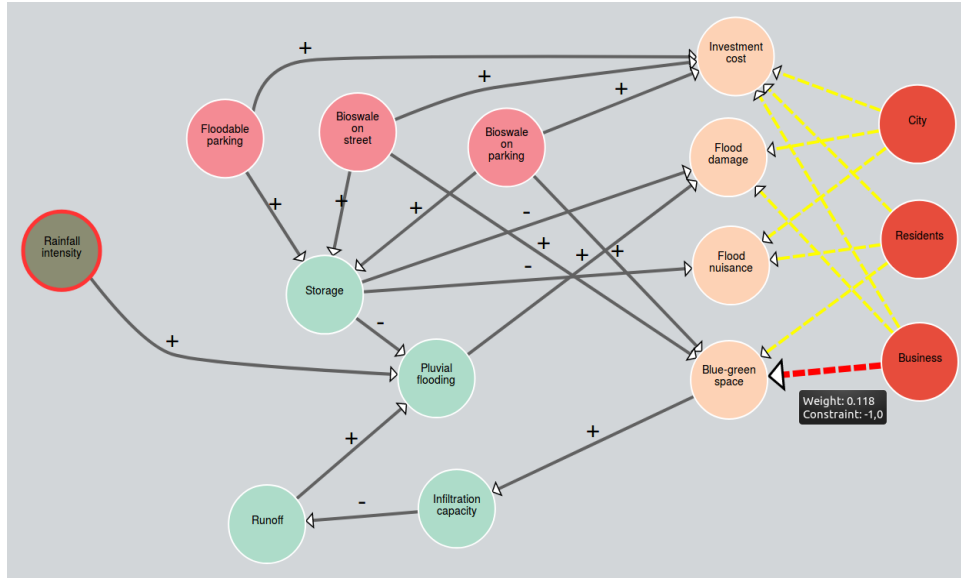 Investment
cost
+
+
+
Floodable
parking
Bioswale
on
street
Bioswale
on
parking
City
Flood
damage
+
+
+
-
Rainfall
intensity
Residents
+
+
+
Flood
nuisance
-
Storage
-
+
Pluvial
flooding
Business
Blue-green
space
Weight: 0.118
Constraint: -1,0
+
+
-
Infiltration
capacity
Runoff